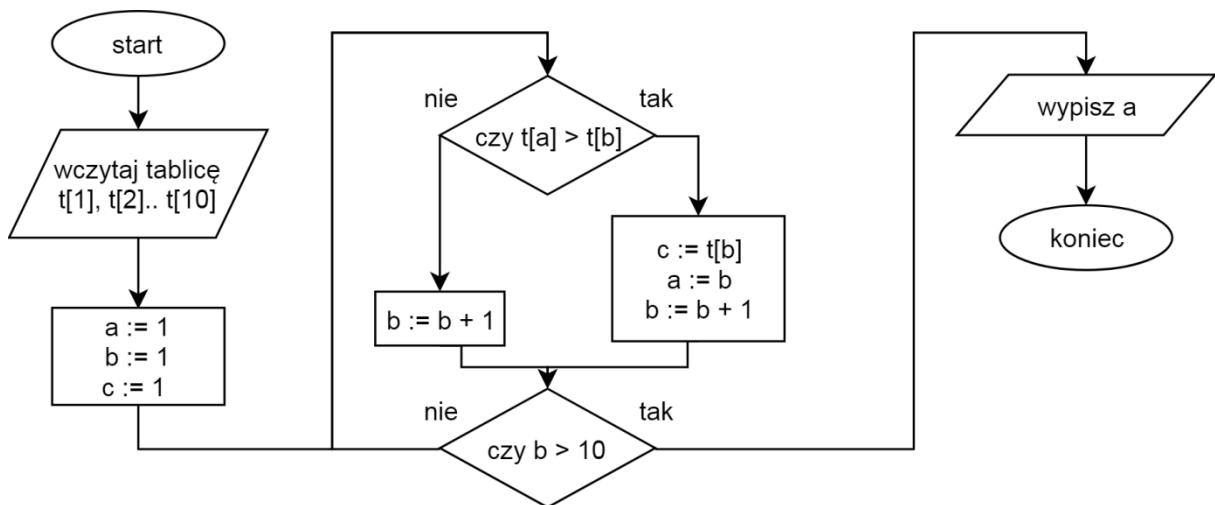 start
wczytaj tablicę
t[1], t[2].. t[10]
a := 1
b := 1
c := 1
nie
tak
czy t[a] > t[b]
b := b + 1
c := t[b]
a := b
b := b + 1
nie
tak
czy b > 10
wypisz a
koniec